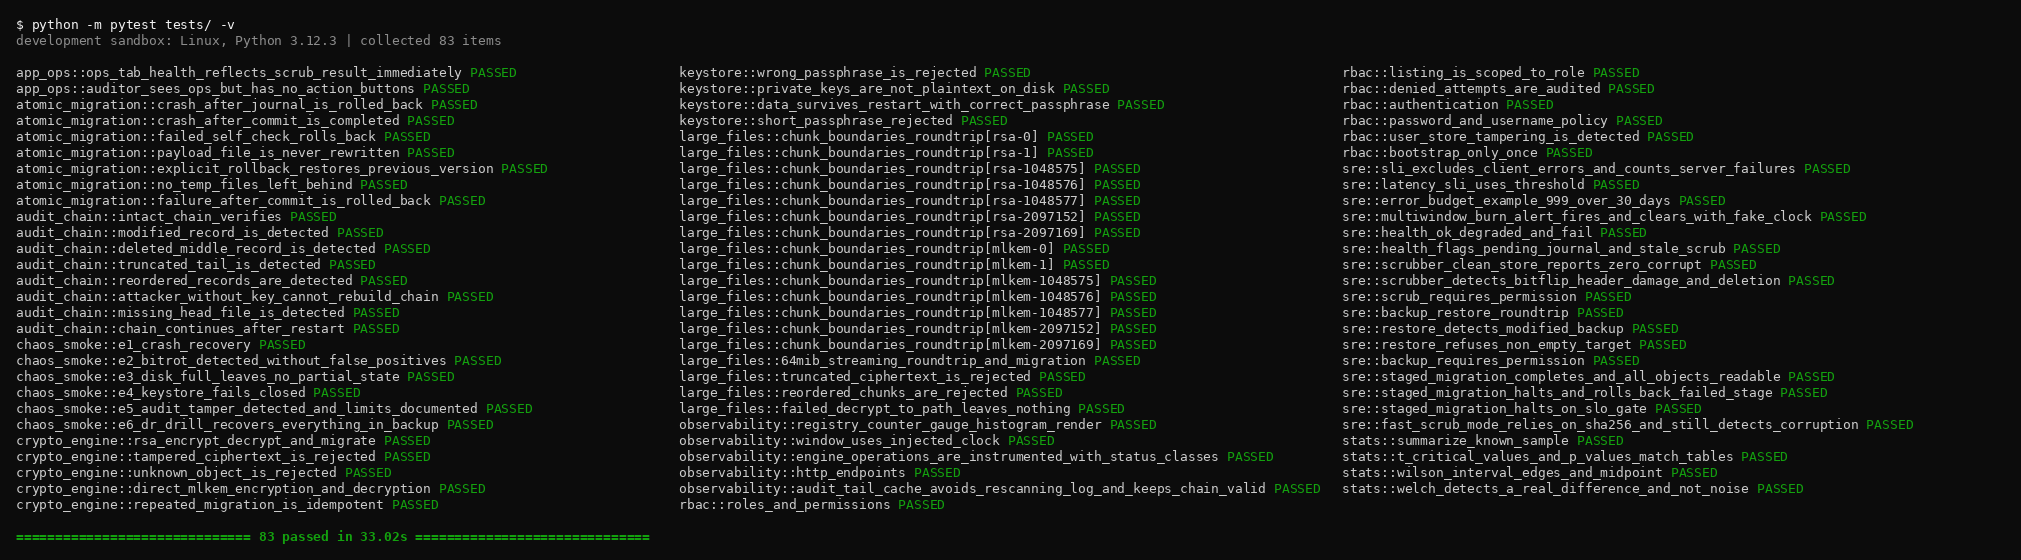 $ python -m pytest tests/ -v
development sandbox: Linux, Python 3.12.3 | collected 83 items
app_ops::ops_tab_health_reflects_scrub_result_immediately PASSED
app_ops::auditor_sees_ops_but_has_no_action_buttons PASSED
atomic_migration::crash_after_journal_is_rolled_back PASSED
atomic_migration::crash_after_commit_is_completed PASSED
atomic_migration::failed_self_check_rolls_back PASSED
atomic_migration::payload_file_is_never_rewritten PASSED
atomic_migration::explicit_rollback_restores_previous_version PASSED
atomic_migration::no_temp_files_left_behind PASSED
atomic_migration::failure_after_commit_is_rolled_back PASSED
audit_chain::intact_chain_verifies PASSED
audit_chain::modified_record_is_detected PASSED
audit_chain::deleted_middle_record_is_detected PASSED
audit_chain::truncated_tail_is_detected PASSED
audit_chain::reordered_records_are_detected PASSED
audit_chain::attacker_without_key_cannot_rebuild_chain PASSED
audit_chain::missing_head_file_is_detected PASSED
audit_chain::chain_continues_after_restart PASSED
chaos_smoke::e1_crash_recovery PASSED
chaos_smoke::e2_bitrot_detected_without_false_positives PASSED
chaos_smoke::e3_disk_full_leaves_no_partial_state PASSED
chaos_smoke::e4_keystore_fails_closed PASSED
chaos_smoke::e5_audit_tamper_detected_and_limits_documented PASSED
chaos_smoke::e6_dr_drill_recovers_everything_in_backup PASSED
crypto_engine::rsa_encrypt_decrypt_and_migrate PASSED
crypto_engine::tampered_ciphertext_is_rejected PASSED
crypto_engine::unknown_object_is_rejected PASSED
crypto_engine::direct_mlkem_encryption_and_decryption PASSED
crypto_engine::repeated_migration_is_idempotent PASSED
keystore::wrong_passphrase_is_rejected PASSED
keystore::private_keys_are_not_plaintext_on_disk PASSED
keystore::data_survives_restart_with_correct_passphrase PASSED
keystore::short_passphrase_rejected PASSED
large_files::chunk_boundaries_roundtrip[rsa-0] PASSED
large_files::chunk_boundaries_roundtrip[rsa-1] PASSED
large_files::chunk_boundaries_roundtrip[rsa-1048575] PASSED
large_files::chunk_boundaries_roundtrip[rsa-1048576] PASSED
large_files::chunk_boundaries_roundtrip[rsa-1048577] PASSED
large_files::chunk_boundaries_roundtrip[rsa-2097152] PASSED
large_files::chunk_boundaries_roundtrip[rsa-2097169] PASSED
large_files::chunk_boundaries_roundtrip[mlkem-0] PASSED
large_files::chunk_boundaries_roundtrip[mlkem-1] PASSED
large_files::chunk_boundaries_roundtrip[mlkem-1048575] PASSED
large_files::chunk_boundaries_roundtrip[mlkem-1048576] PASSED
large_files::chunk_boundaries_roundtrip[mlkem-1048577] PASSED
large_files::chunk_boundaries_roundtrip[mlkem-2097152] PASSED
large_files::chunk_boundaries_roundtrip[mlkem-2097169] PASSED
large_files::64mib_streaming_roundtrip_and_migration PASSED
large_files::truncated_ciphertext_is_rejected PASSED
large_files::reordered_chunks_are_rejected PASSED
large_files::failed_decrypt_to_path_leaves_nothing PASSED
observability::registry_counter_gauge_histogram_render PASSED
observability::window_uses_injected_clock PASSED
observability::engine_operations_are_instrumented_with_status_classes PASSED
observability::http_endpoints PASSED
observability::audit_tail_cache_avoids_rescanning_log_and_keeps_chain_valid PASSED
rbac::roles_and_permissions PASSED
rbac::listing_is_scoped_to_role PASSED
rbac::denied_attempts_are_audited PASSED
rbac::authentication PASSED
rbac::password_and_username_policy PASSED
rbac::user_store_tampering_is_detected PASSED
rbac::bootstrap_only_once PASSED
sre::sli_excludes_client_errors_and_counts_server_failures PASSED
sre::latency_sli_uses_threshold PASSED
sre::error_budget_example_999_over_30_days PASSED
sre::multiwindow_burn_alert_fires_and_clears_with_fake_clock PASSED
sre::health_ok_degraded_and_fail PASSED
sre::health_flags_pending_journal_and_stale_scrub PASSED
sre::scrubber_clean_store_reports_zero_corrupt PASSED
sre::scrubber_detects_bitflip_header_damage_and_deletion PASSED
sre::scrub_requires_permission PASSED
sre::backup_restore_roundtrip PASSED
sre::restore_detects_modified_backup PASSED
sre::restore_refuses_non_empty_target PASSED
sre::backup_requires_permission PASSED
sre::staged_migration_completes_and_all_objects_readable PASSED
sre::staged_migration_halts_and_rolls_back_failed_stage PASSED
sre::staged_migration_halts_on_slo_gate PASSED
sre::fast_scrub_mode_relies_on_sha256_and_still_detects_corruption PASSED
stats::summarize_known_sample PASSED
stats::t_critical_values_and_p_values_match_tables PASSED
stats::wilson_interval_edges_and_midpoint PASSED
stats::welch_detects_a_real_difference_and_not_noise PASSED
============================== 83 passed in 33.02s ==============================